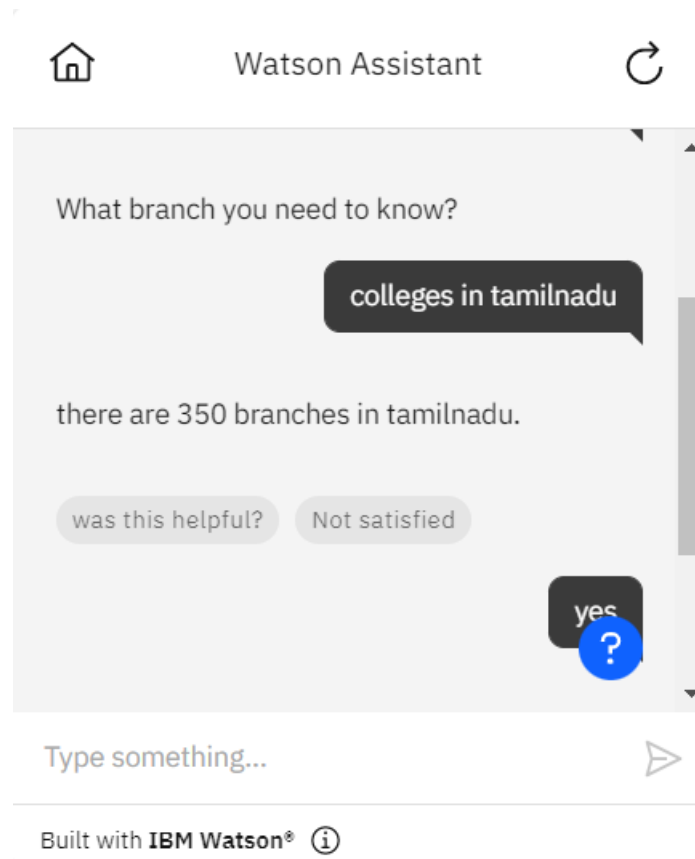 Watson Assistant
What branch you need to know?
colleges in tamilnadu
there are 350 branches in tamilnadu.
was this helpful? Not satisfied
yes
?
Type something...
Built with IBM Watson®